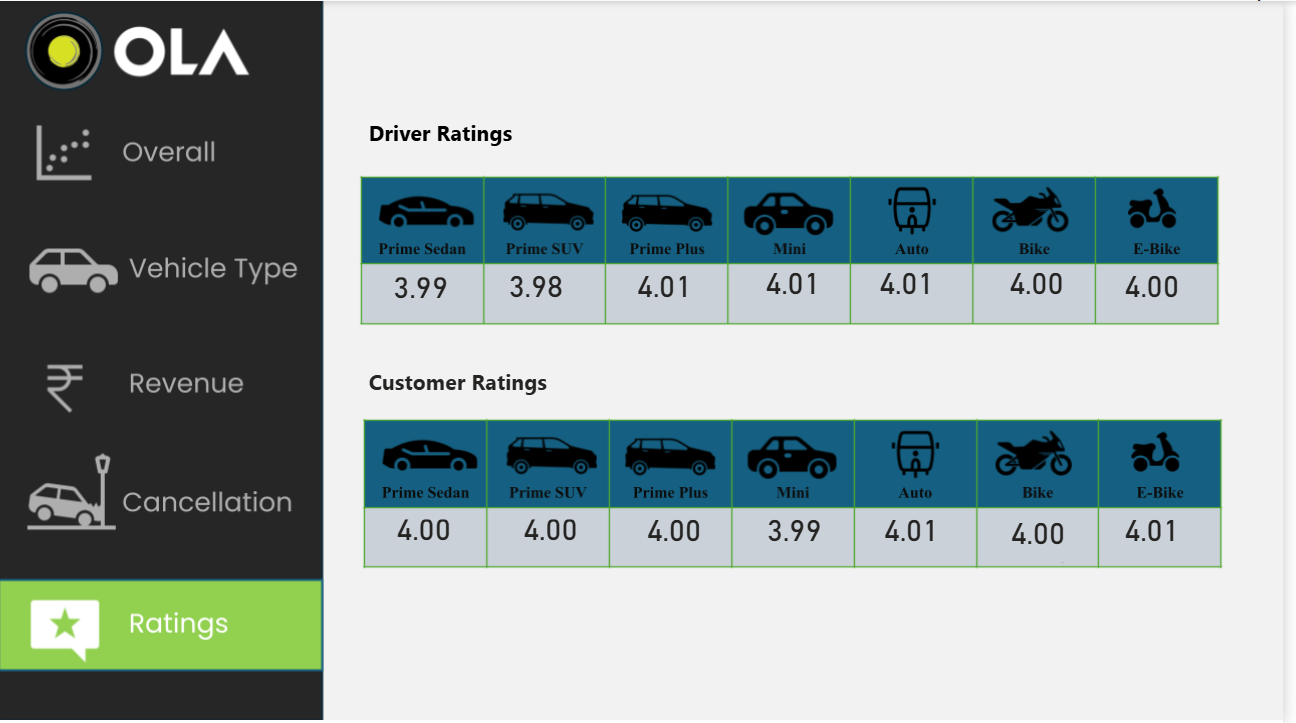 OLA
Overall
Vehicle Type
Revenue
Cancellation
Ratings
Driver Ratings
Prime Sedan Prime SUV Prime Plus Mini Auto Bike E-Bike
3.99 3.98 4.01 4.01 4.01 4.00 4.00
Customer Ratings
Prime Sedan Prime SUV Prime Plus Mini Auto Bike E-Bike
4.00 4.00 4.00 3.99 4.01 4.00 4.01